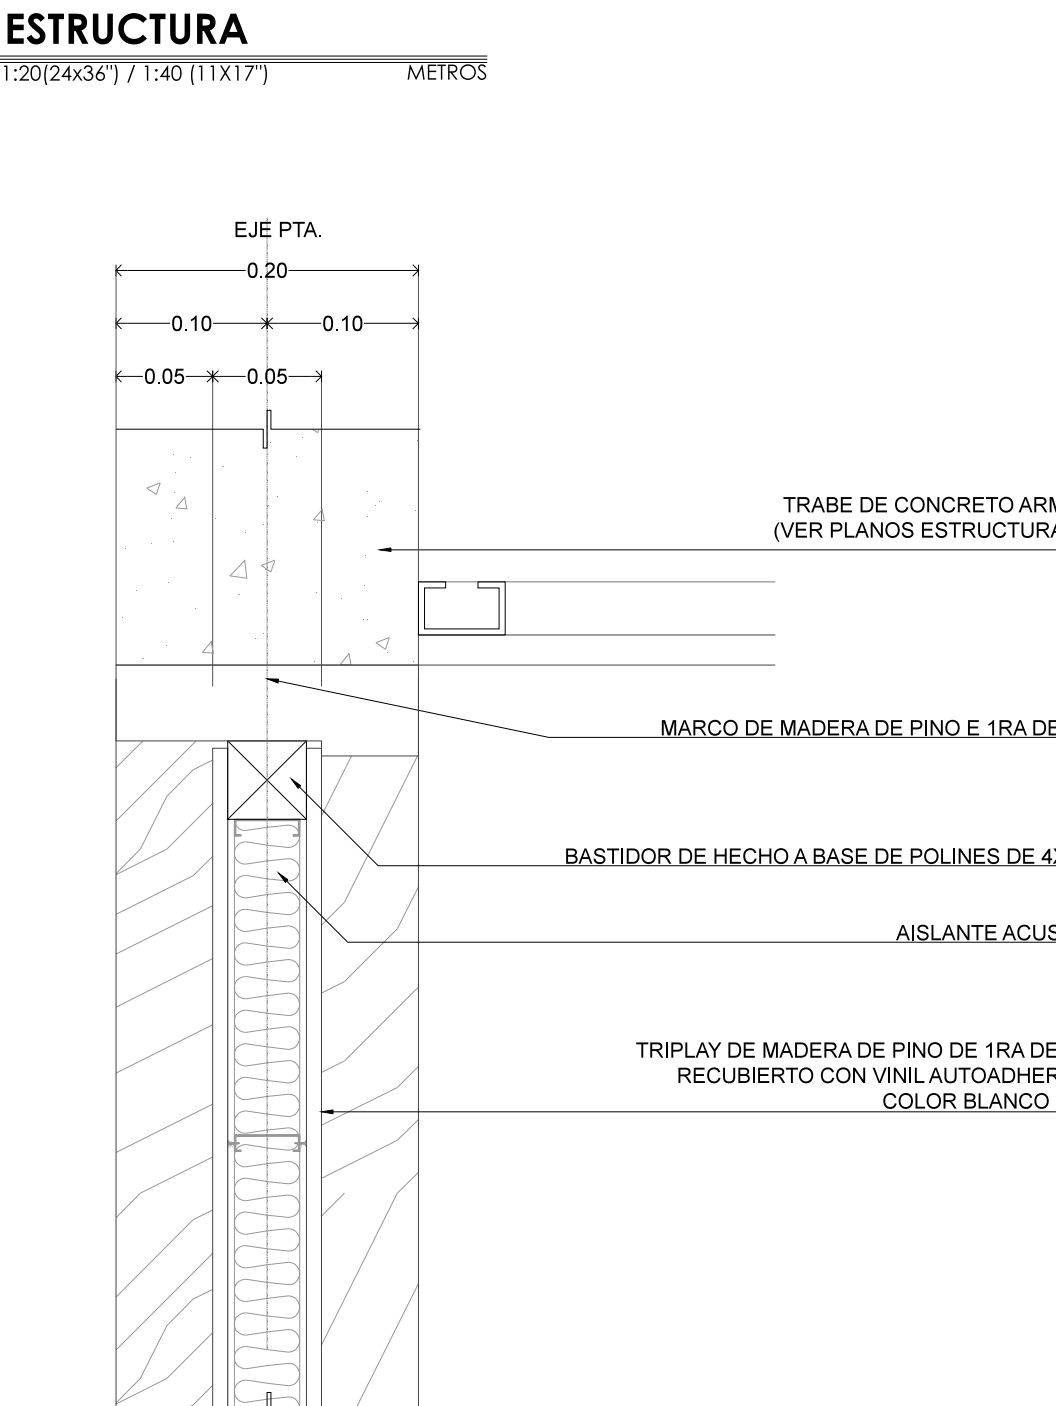 ESTRUCTURA
1:20(24x36") / 1:40 (11X17") METROS
EJE PTA.
0.20
0.10 0.10
0.05 0.05
TRABE DE CONCRETO ARM
(VER PLANOS ESTRUCTURA
MARCO DE MADERA DE PINO E 1RA DE
BASTIDOR DE HECHO A BASE DE POLINES DE 4X
AISLANTE ACUS
TRIPLAY DE MADERA DE PINO DE 1RA DE
RECUBIERTO CON VINIL AUTOADHER
COLOR BLANCO